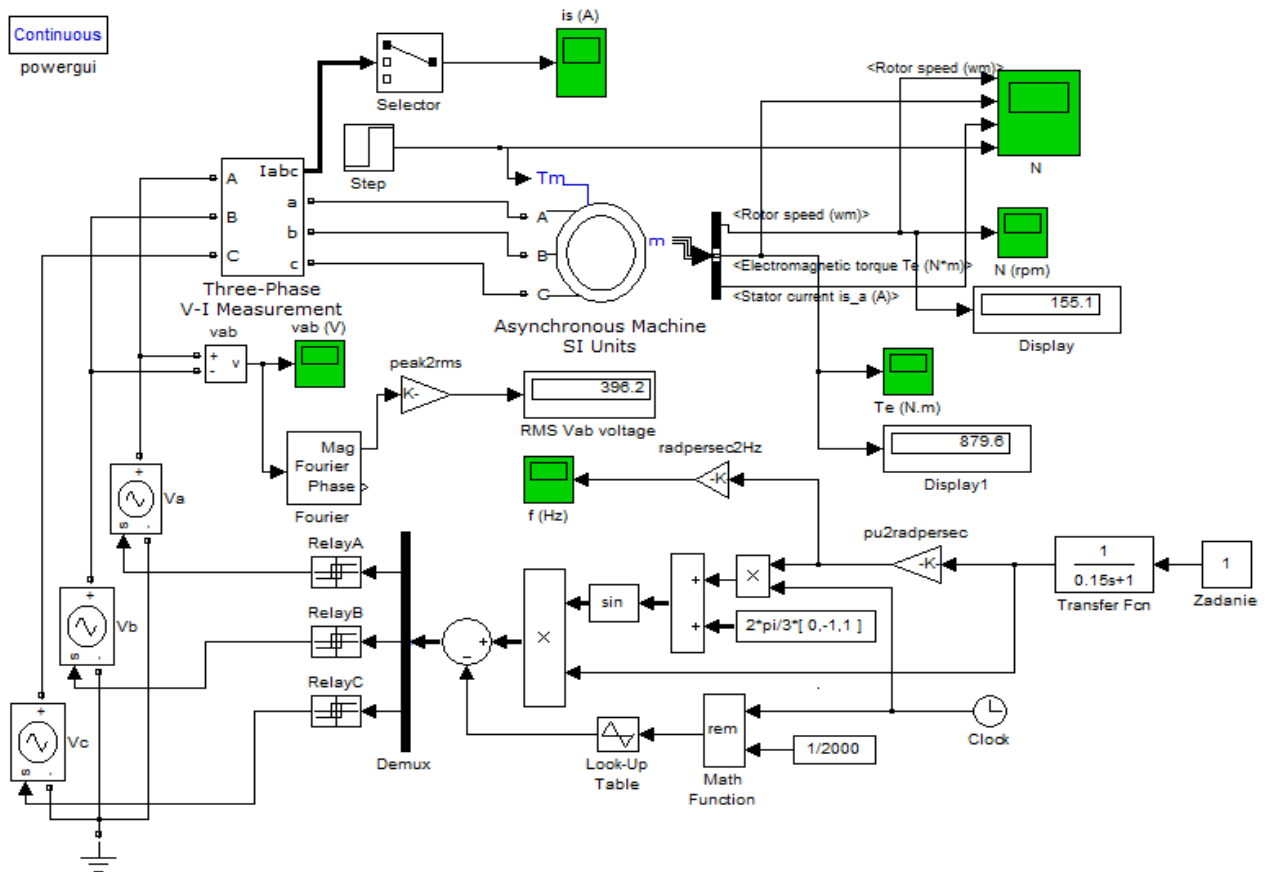 Continuous
powergui
is (A)
Selector
<Rotor speed (wm)>
N
Step
Iabc
A
B
C
a
b
c
Three-Phase
V-I Measurement
Tm
A
B
C
m
Asynchronous Machine
SI Units
<Rotor speed (wm)>
<Electromagnetic torque Te (N*m)>
<Stator current is_a (A)>
N (rpm)
155.1
Display
vab
+
-
v
vab (V)
peak2rms
K-
396.2
RMS Vab voltage
Te (N.m)
879.6
Display1
Mag
Fourier
Phase
Fourier
radpersec2Hz
-K-
f (Hz)
pu2radpersec
-K-
1
0.15s+1
Transfer Fcn
1
Zadanie
+
Va
s
-
+
Vb
s
-
+
Vc
s
-
RelayA
RelayB
RelayC
Demux
+
−
×
sin
+
+
×
2*pi/3*[ 0,-1,1 ]
Look-Up
Table
rem
Math
Function
1/2000
Clock